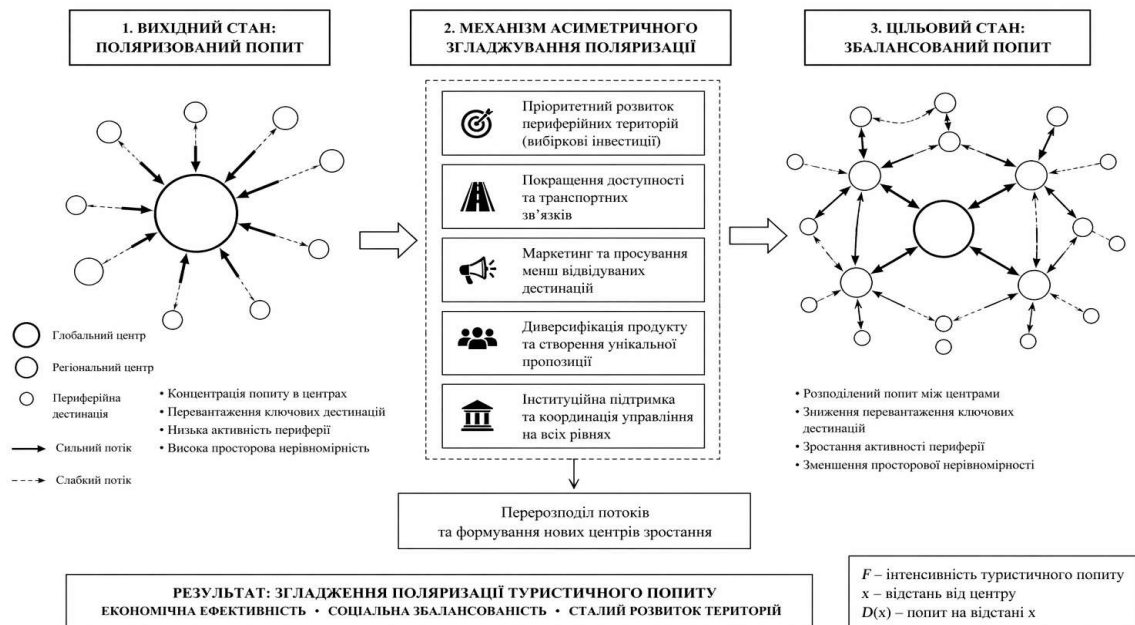 1. ВИХІДНИЙ СТАН:
ПОЛЯРИЗОВАНИЙ ПОПИТ
2. МЕХАНІЗМ АСИМЕТРИЧНОГО
ЗГЛАДЖУВАННЯ ПОЛЯРИЗАЦІЇ
3. ЦІЛЬОВИЙ СТАН:
ЗБАЛАНСОВАНИЙ ПОПИТ
Глобальний центр
Регіональний центр
Периферійна
дестинація
Сильний потік
Слабкий потік
• Концентрація попиту в центрах
• Перевантаження ключових дестинацій
• Низька активність периферії
• Висока просторова нерівномірність
Пріоритетний розвиток
периферійних територій
(вибіркові інвестиції)
Покращення доступності
та транспортних
зв’язків
Маркетинг та просування
менш відвідуваних
дестинацій
Диверсифікація продукту
та створення унікальної
пропозиції
Інституційна підтримка
та координація управління
на всіх рівнях
Перерозподіл потоків
та формування нових центрів зростання
• Розподілений попит між центрами
• Зниження перевантаження ключових
дестинацій
• Зростання активності периферії
• Зменшення просторової нерівномірності
РЕЗУЛЬТАТ: ЗГЛАДЖЕННЯ ПОЛЯРИЗАЦІЇ ТУРИСТИЧНОГО ПОПИТУ
ЕКОНОМІЧНА ЕФЕКТИВНІСТЬ • СОЦІАЛЬНА ЗБАЛАНСОВАНІСТЬ • СТАЛИЙ РОЗВИТОК ТЕРИТОРІЙ
F – інтенсивність туристичного попиту
x – відстань від центру
D(x) – попит на відстані x